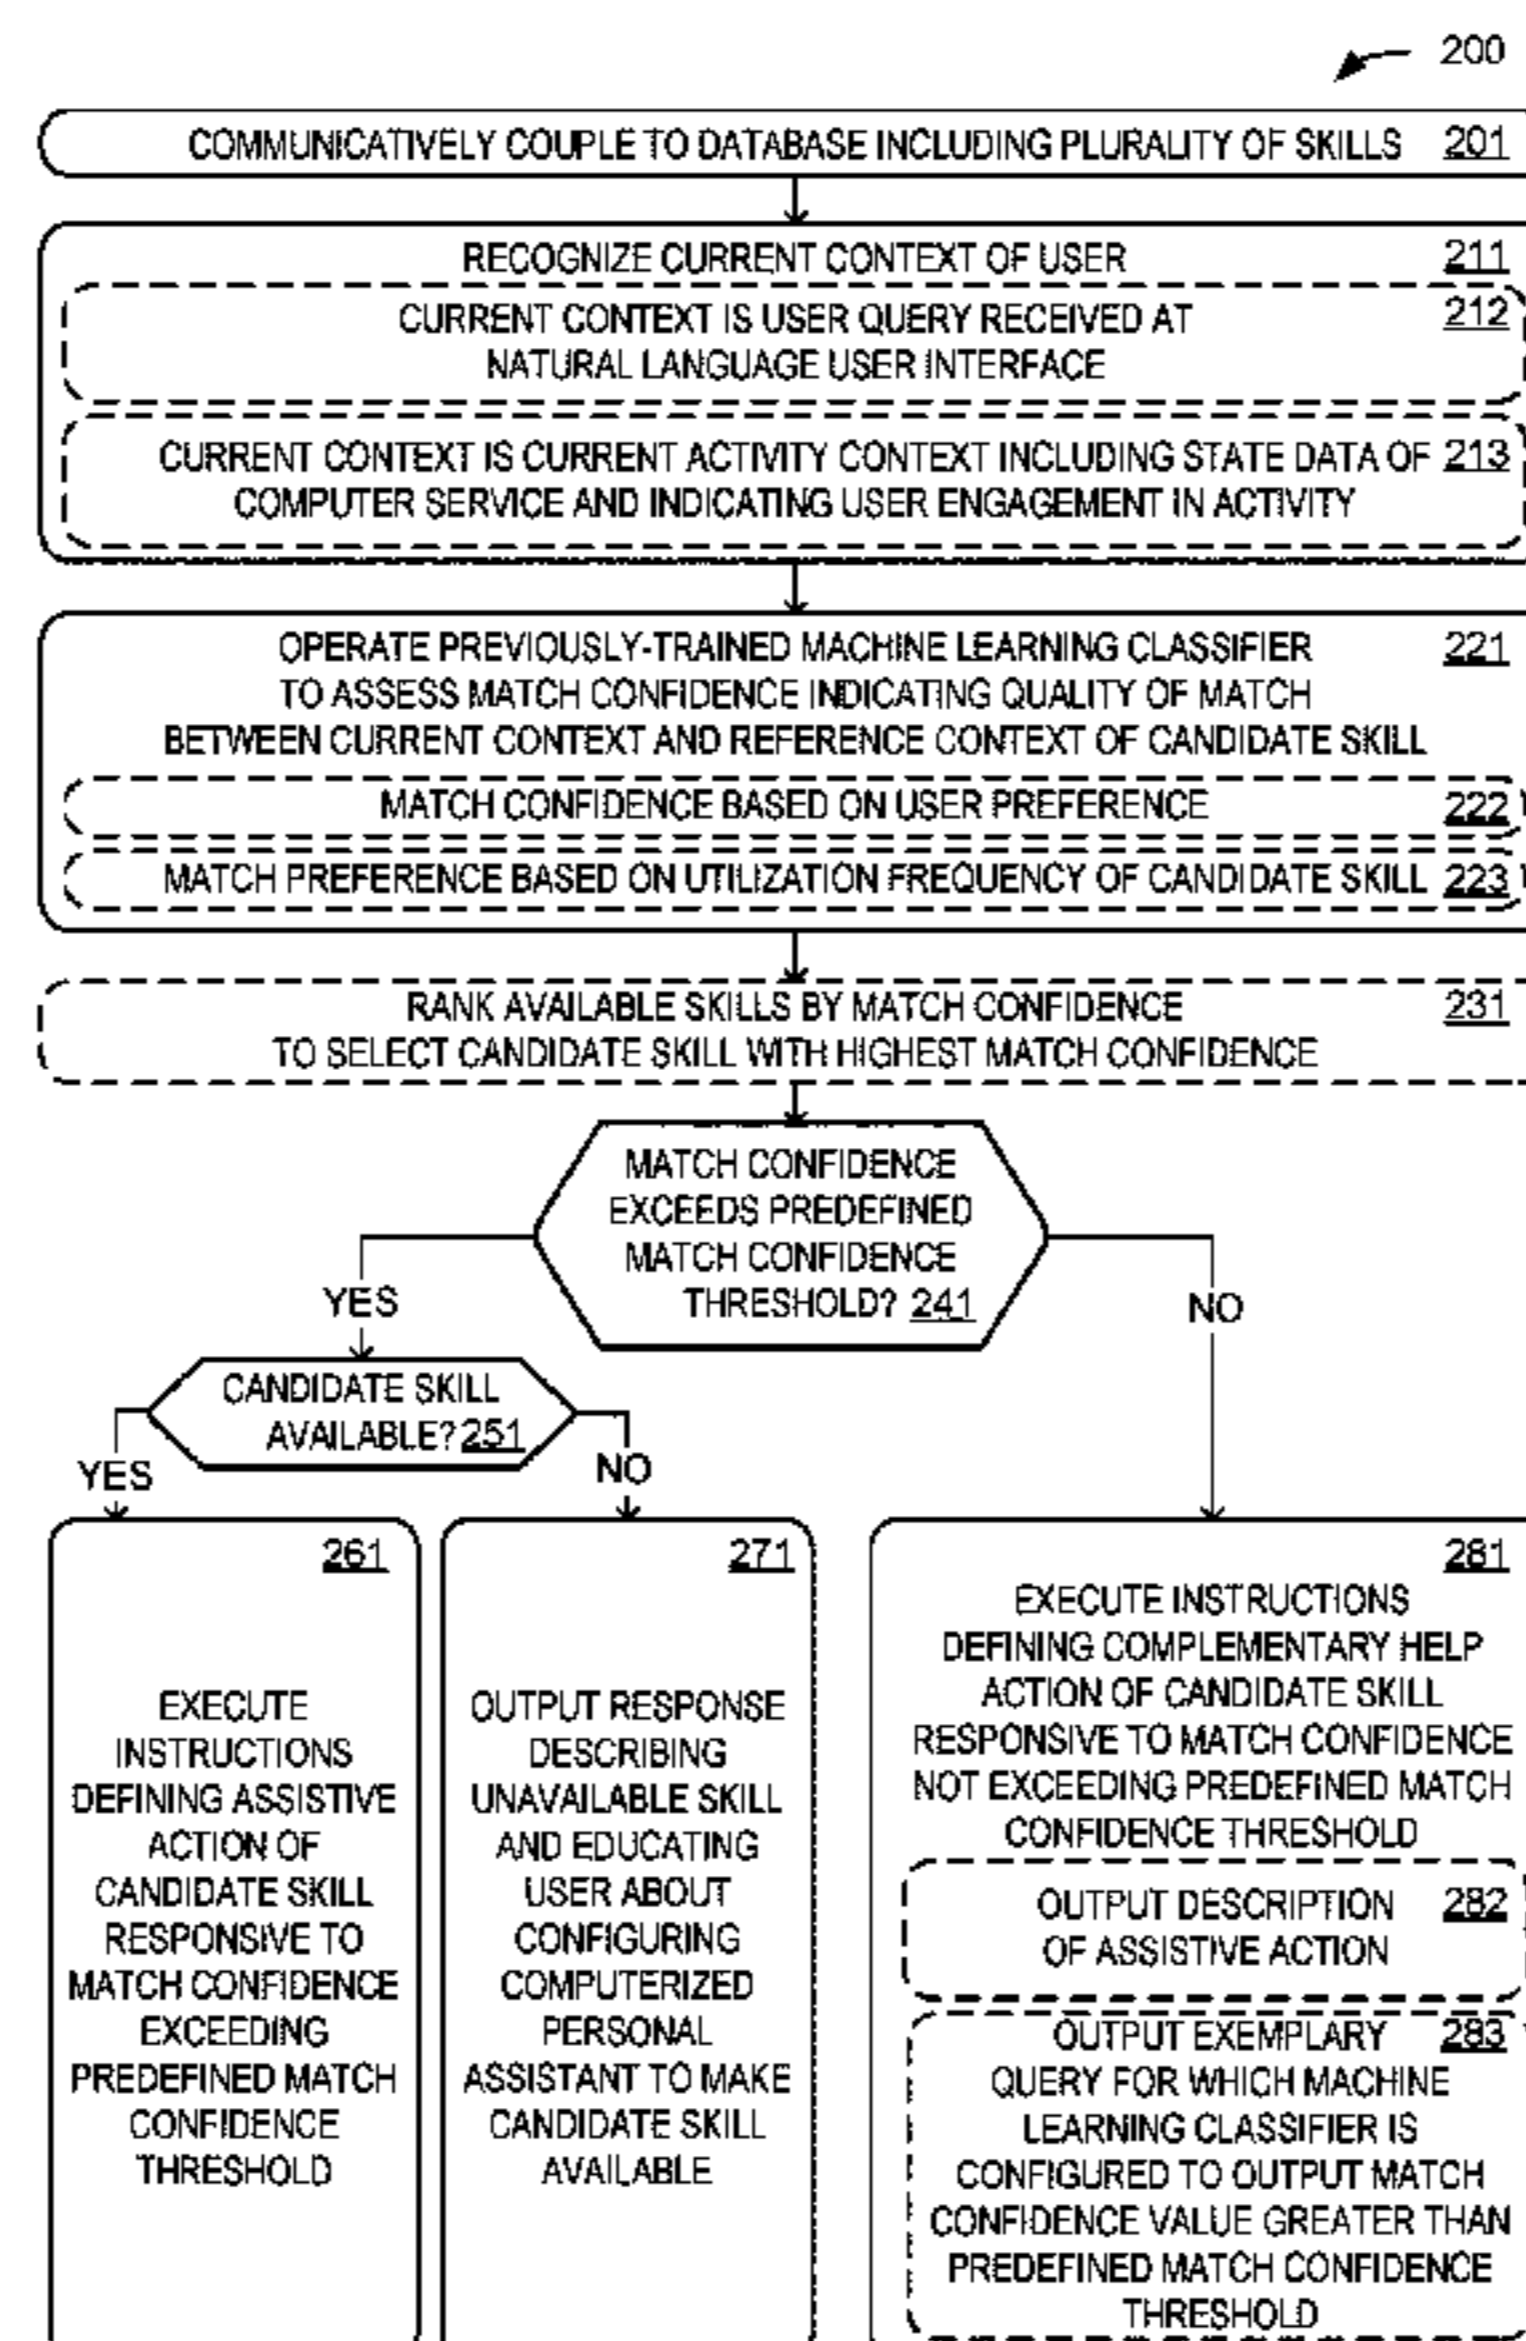 200
COMMUNICATIVELY COUPLE TO DATABASE INCLUDING PLURALITY OF SKILLS 201
RECOGNIZE CURRENT CONTEXT OF USER 211
CURRENT CONTEXT IS USER QUERY RECEIVED AT 212
NATURAL LANGUAGE USER INTERFACE
CURRENT CONTEXT IS CURRENT ACTIVITY CONTEXT INCLUDING STATE DATA OF 213
COMPUTER SERVICE AND INDICATING USER ENGAGEMENT IN ACTIVITY
OPERATE PREVIOUSLY-TRAINED MACHINE LEARNING CLASSIFIER 221
TO ASSESS MATCH CONFIDENCE INDICATING QUALITY OF MATCH
BETWEEN CURRENT CONTEXT AND REFERENCE CONTEXT OF CANDIDATE SKILL
MATCH CONFIDENCE BASED ON USER PREFERENCE 222
MATCH PREFERENCE BASED ON UTILIZATION FREQUENCY OF CANDIDATE SKILL 223
RANK AVAILABLE SKILLS BY MATCH CONFIDENCE 231
TO SELECT CANDIDATE SKILL WITH HIGHEST MATCH CONFIDENCE
MATCH CONFIDENCE
EXCEEDS PREDEFINED
MATCH CONFIDENCE
THRESHOLD? 241
YES
NO
CANDIDATE SKILL
AVAILABLE? 251
YES
NO
261
EXECUTE
INSTRUCTIONS
DEFINING ASSISTIVE
ACTION OF
CANDIDATE SKILL
RESPONSIVE TO
MATCH CONFIDENCE
EXCEEDING
PREDEFINED MATCH
CONFIDENCE
THRESHOLD
271
OUTPUT RESPONSE
DESCRIBING
UNAVAILABLE SKILL
AND EDUCATING
USER ABOUT
CONFIGURING
COMPUTERIZED
PERSONAL
ASSISTANT TO MAKE
CANDIDATE SKILL
AVAILABLE
281
EXECUTE INSTRUCTIONS
DEFINING COMPLEMENTARY HELP
ACTION OF CANDIDATE SKILL
RESPONSIVE TO MATCH CONFIDENCE
NOT EXCEEDING PREDEFINED MATCH
CONFIDENCE THRESHOLD
OUTPUT DESCRIPTION 282
OF ASSISTIVE ACTION
OUTPUT EXEMPLARY 283
QUERY FOR WHICH MACHINE
LEARNING CLASSIFIER IS
CONFIGURED TO OUTPUT MATCH
CONFIDENCE VALUE GREATER THAN
PREDEFINED MATCH CONFIDENCE
THRESHOLD